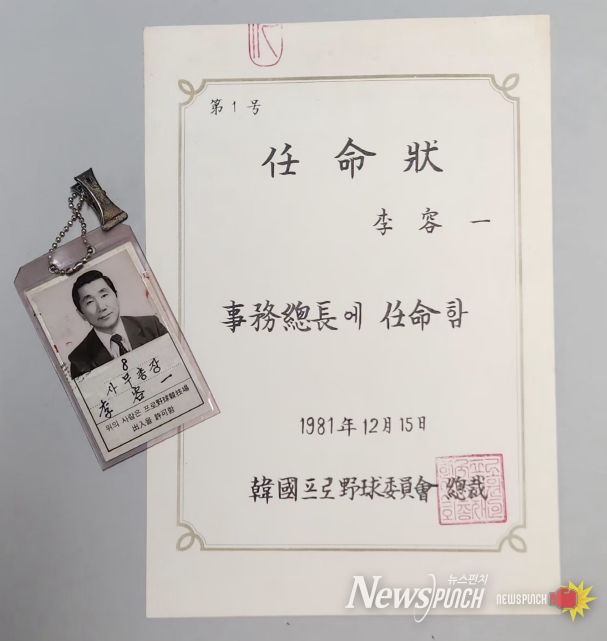 第 1 号
任 命 狀
李 容 一
事務總長에 任命함
1981年 12月 15日
韓國프로野球委員會 總裁
8
사무총장
李 容 一
위의 사람은 프로野球競技場
出入을 許可함
뉴스펀치
NewsPunch
NEWSPUNCH